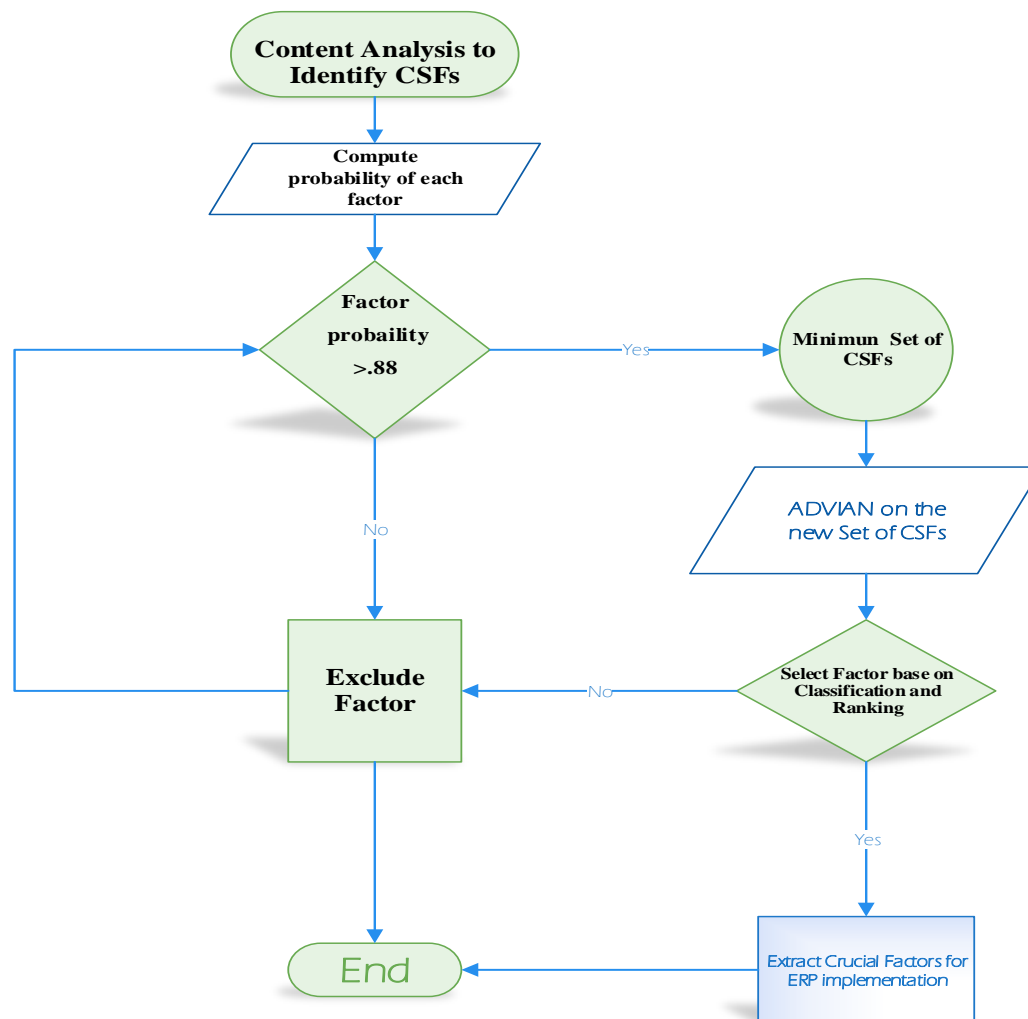 Content Analysis to
Identify CSFs
Compute
probability of each
factor
Factor
probaility
>.88
Yes
Minimun Set of
CSFs
ADVIAN on the
new Set of CSFs
No
Exclude
Factor
No
Select Factor base on
Classification and
Ranking
Yes
End
Extract Crucial Factors for
ERP implementation